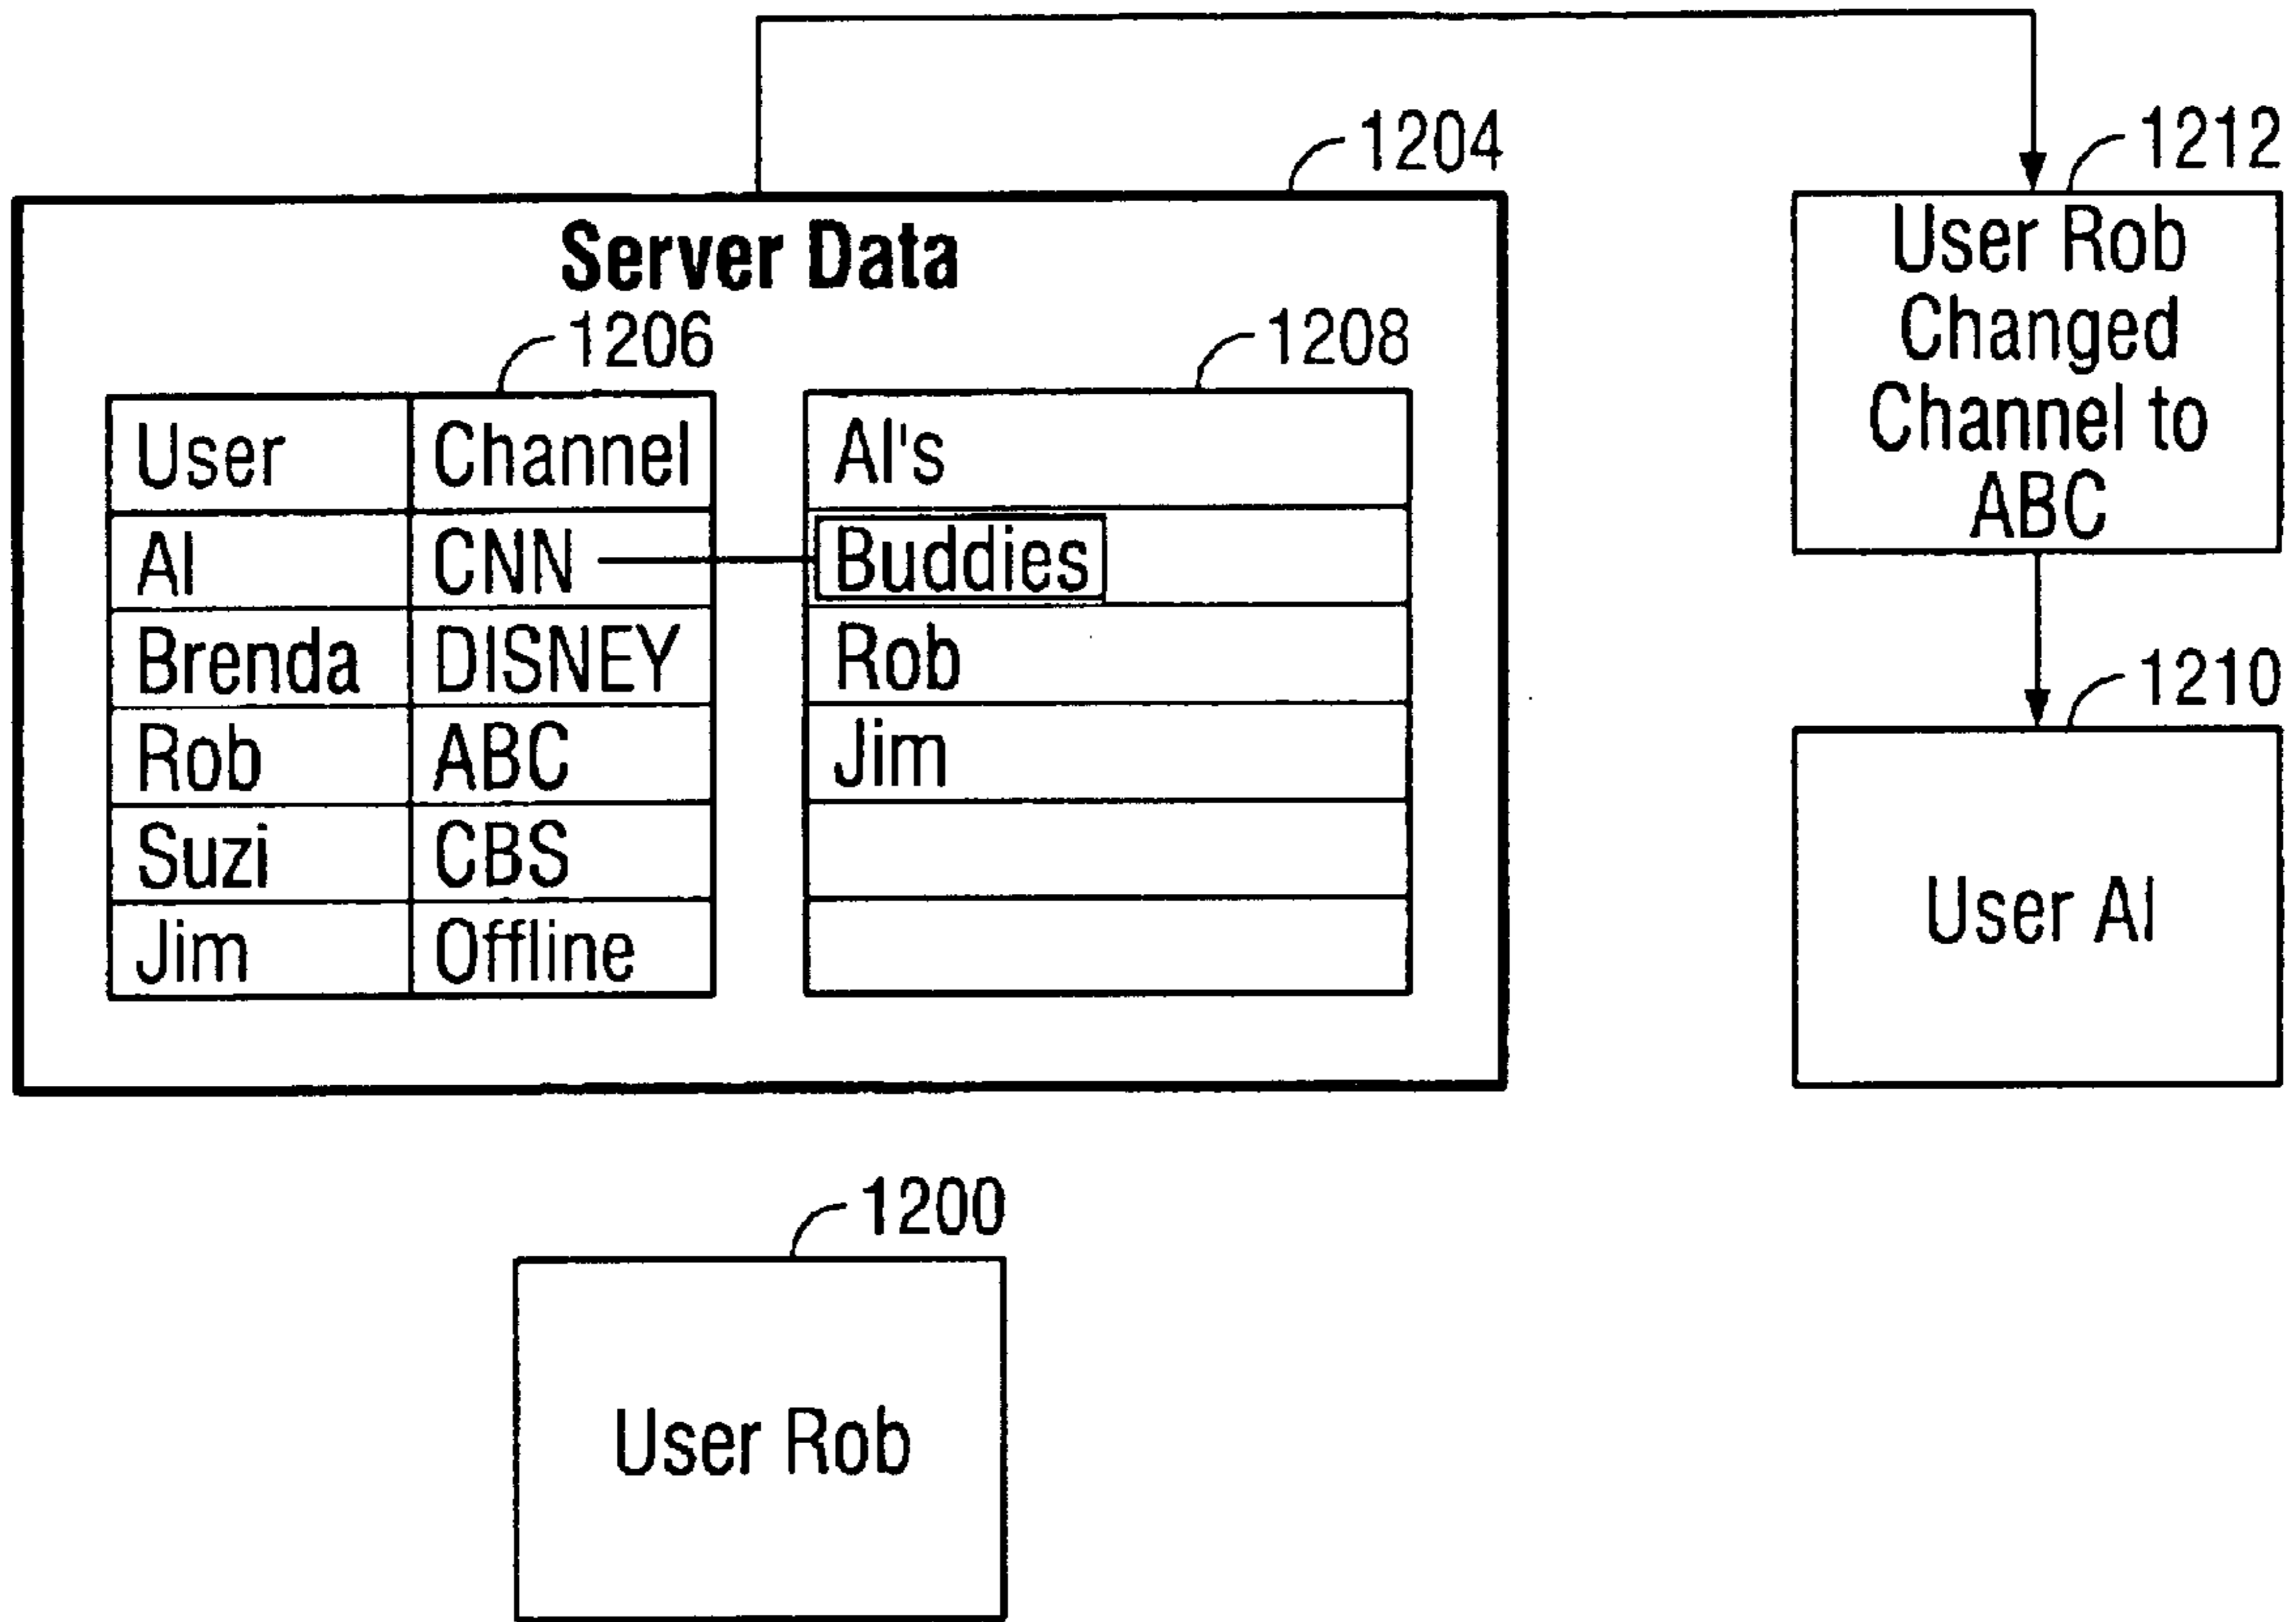 1204
1212
Server Data
User Rob
Changed
Channel to
ABC
1206
1208
User Channel
Al CNN
Brenda DISNEY
Rob ABC
Suzi CBS
Jim Offline
Al's
Buddies
Rob
Jim
1210
User Al
1200
User Rob